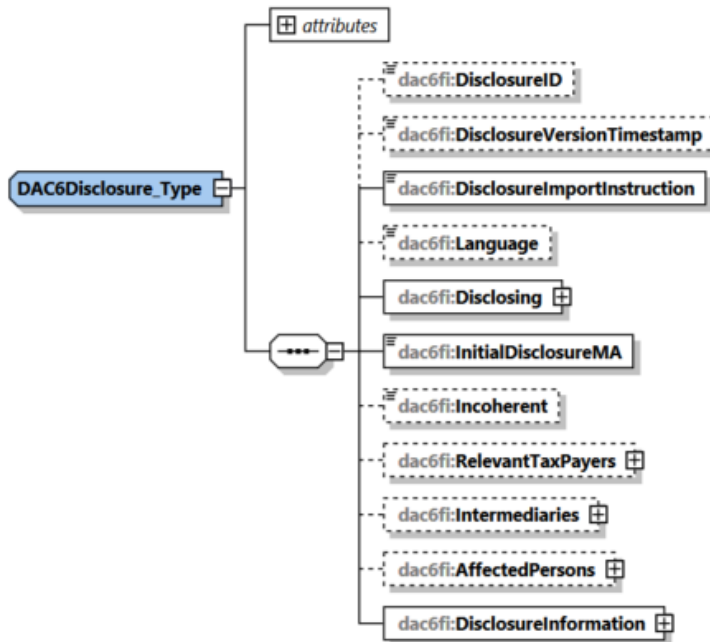 attributes
dac6fi:DisclosureID
dac6fi:DisclosureVersionTimestamp
DAC6Disclosure_Type
dac6fi:DisclosureImportInstruction
dac6fi:Language
dac6fi:Disclosing
dac6fi:InitialDisclosureMA
dac6fi:Incoherent
dac6fi:RelevantTaxPayers
dac6fi:Intermediaries
dac6fi:AffectedPersons
dac6fi:DisclosureInformation